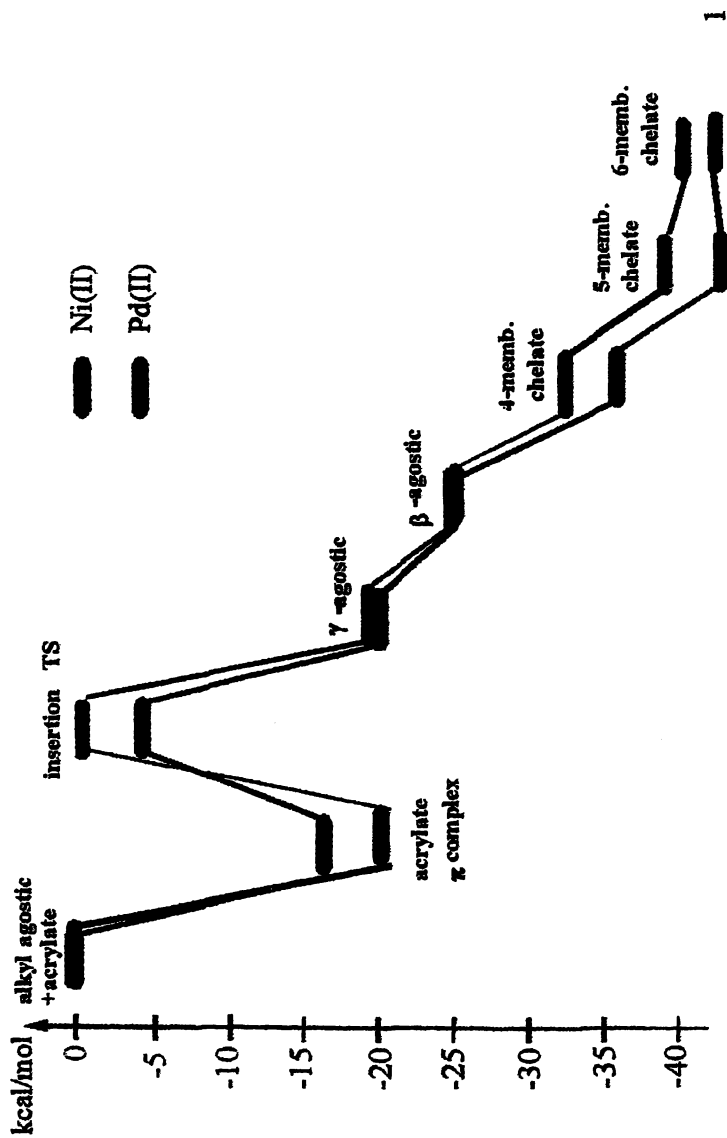 kcal/mol
0
-5
-10
-15
-20
-25
-30
-35
-40
alkyl agostic
+acrylate
acrylate
π complex
insertion TS
γ -agostic
β -agostic
4-memb.
chelate
5-memb.
chelate
6-memb.
chelate
Ni(II)
Pd(II)
1